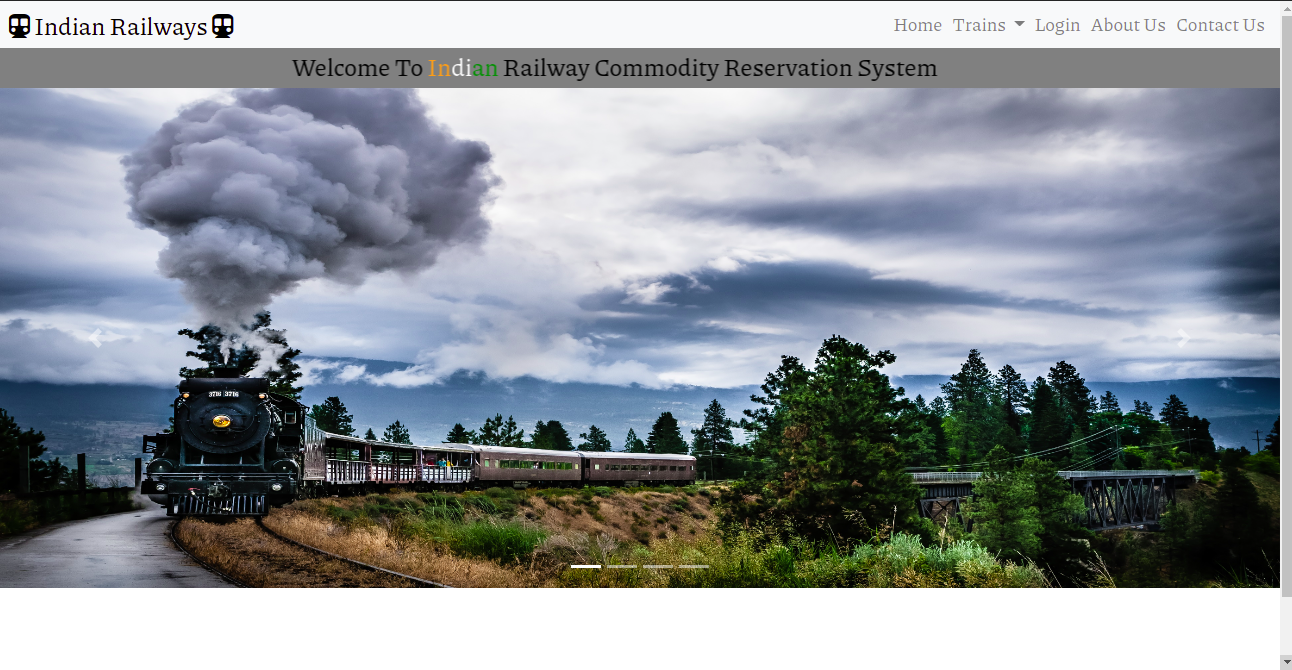 Indian Railways
Home Trains Login About Us Contact Us
Welcome To Indian Railway Commodity Reservation System
3716 3716